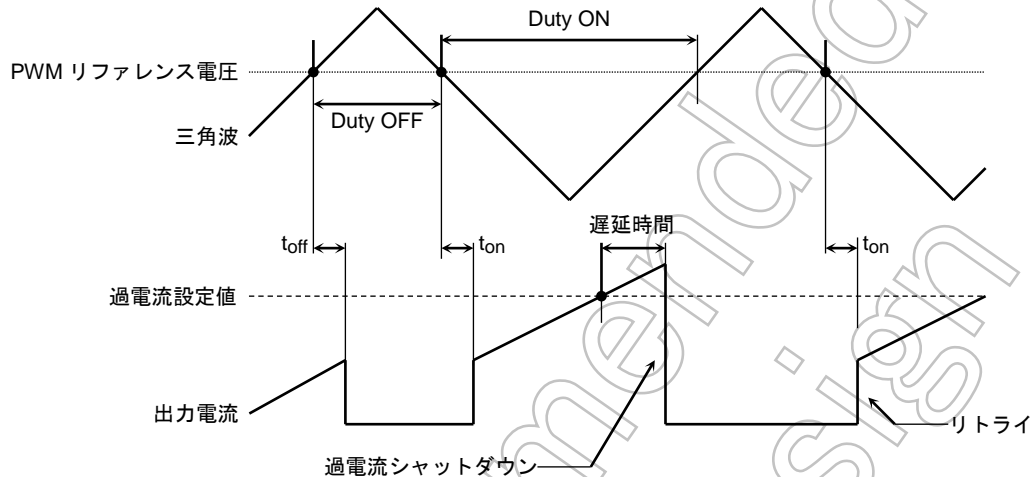 Duty ON
PWM リファレンス電圧
Duty OFF
三角波
遅延時間
toff
ton
ton
過電流設定値
出力電流
リトライ
過電流シャットダウン